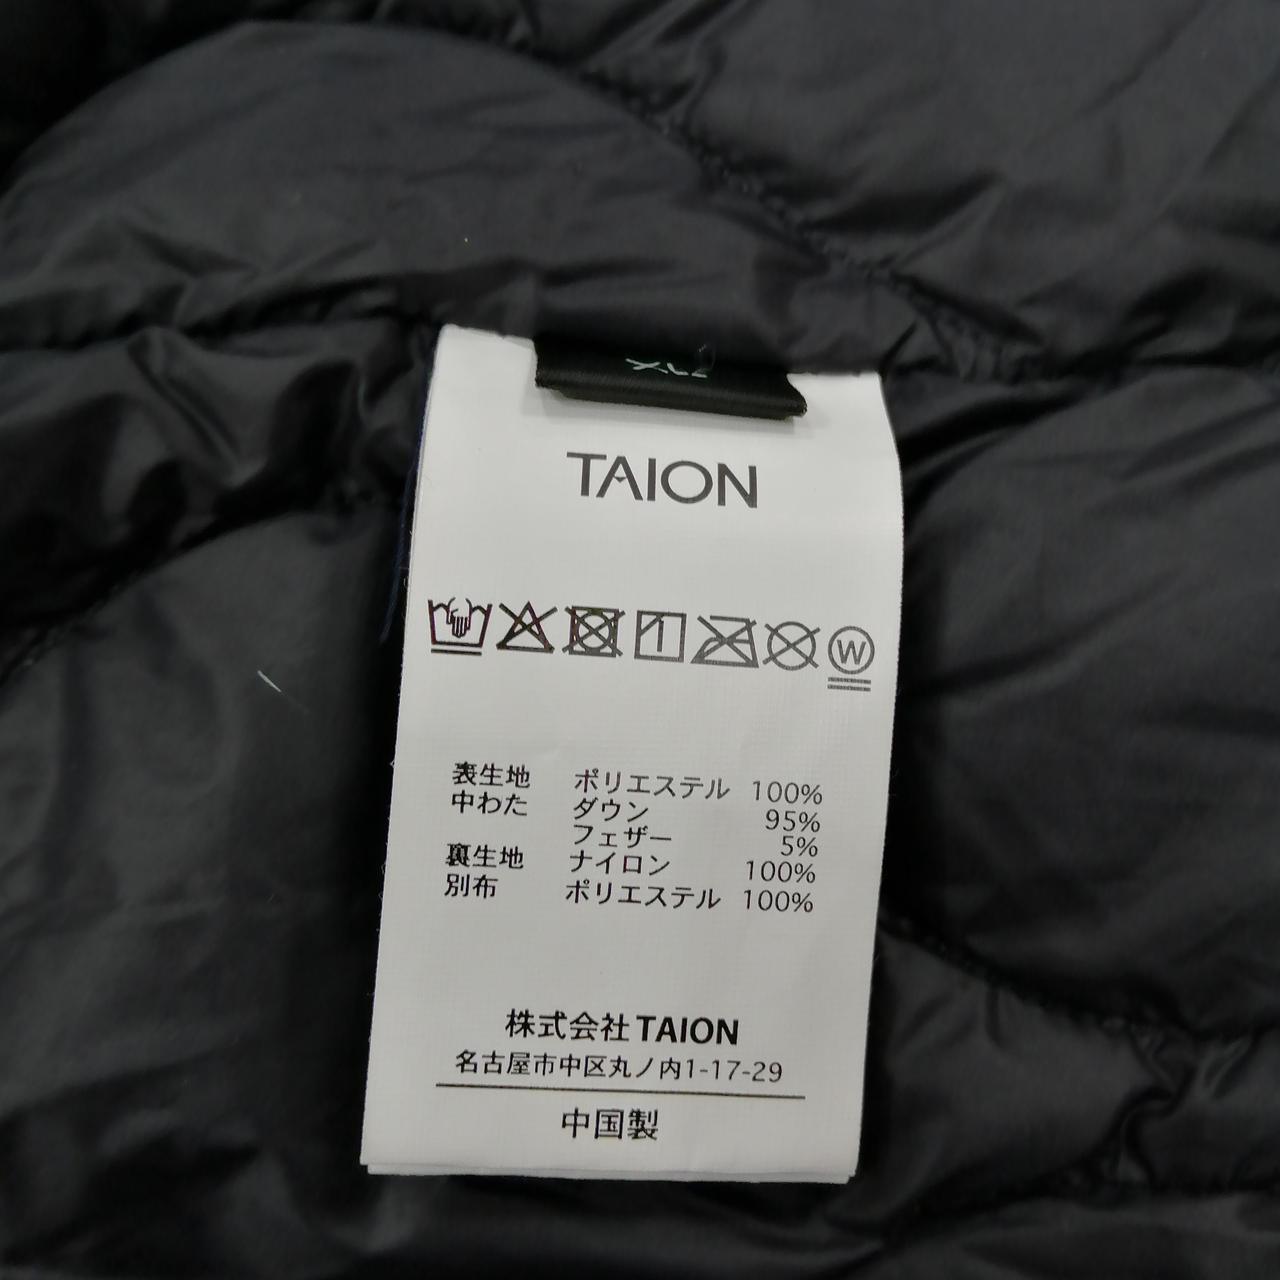 XL
TAION
W
表生地 ポリエステル 100%
中わた ダウン 95%
フェザー 5%
裏生地 ナイロン 100%
別布 ポリエステル 100%
株式会社 TAION
名古屋市中区丸ノ内1-17-29
中国製